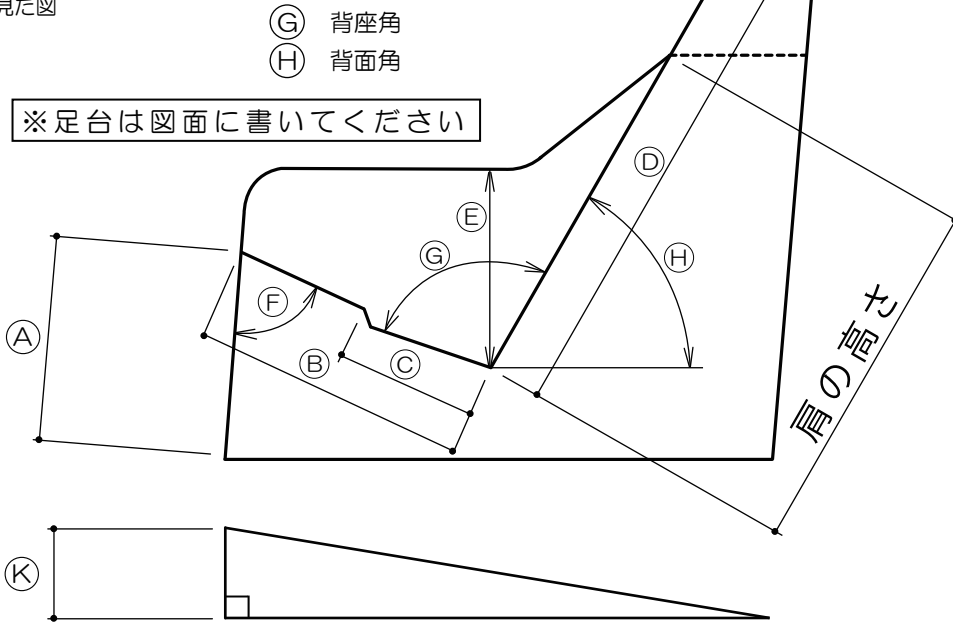 見た図
Ⓖ 背座角
Ⓗ 背面角
※足台は図面に書いてください
Ⓓ
Ⓔ
Ⓖ
Ⓗ
Ⓕ
Ⓐ
Ⓑ
Ⓒ
肩の高さ
Ⓚ